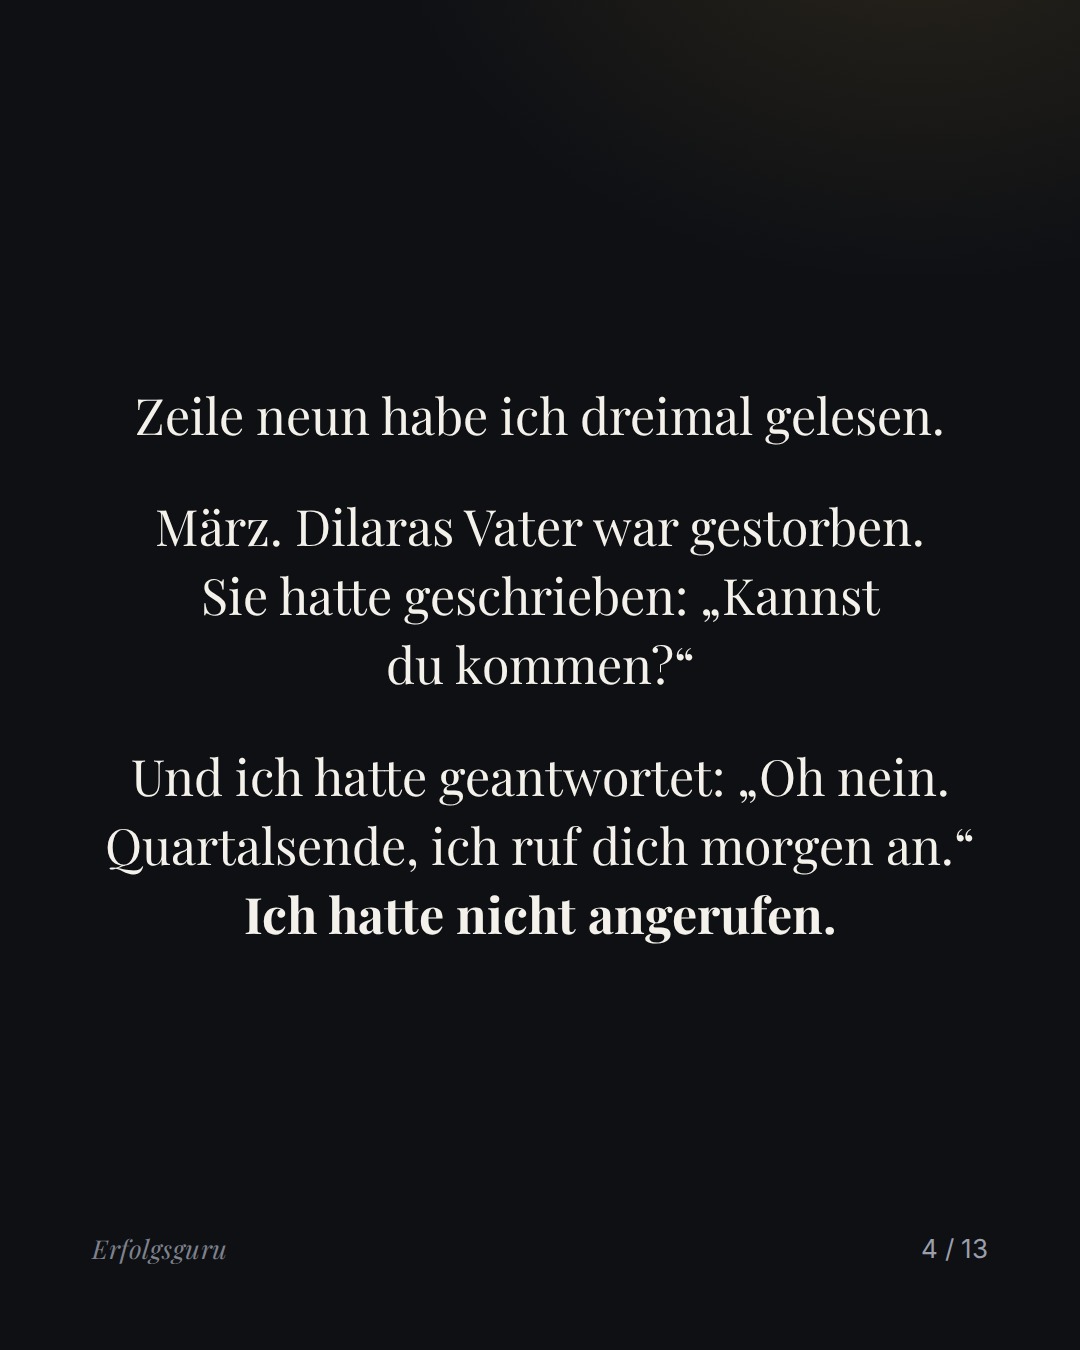 Zeile neun habe ich dreimal gelesen.
März. Dilaras Vater war gestorben.
Sie hatte geschrieben: „Kannst
du kommen?“
Und ich hatte geantwortet: „Oh nein.
Quartalsende, ich ruf dich morgen an.“
Ich hatte nicht angerufen.
Erfolgsguru
4 / 13